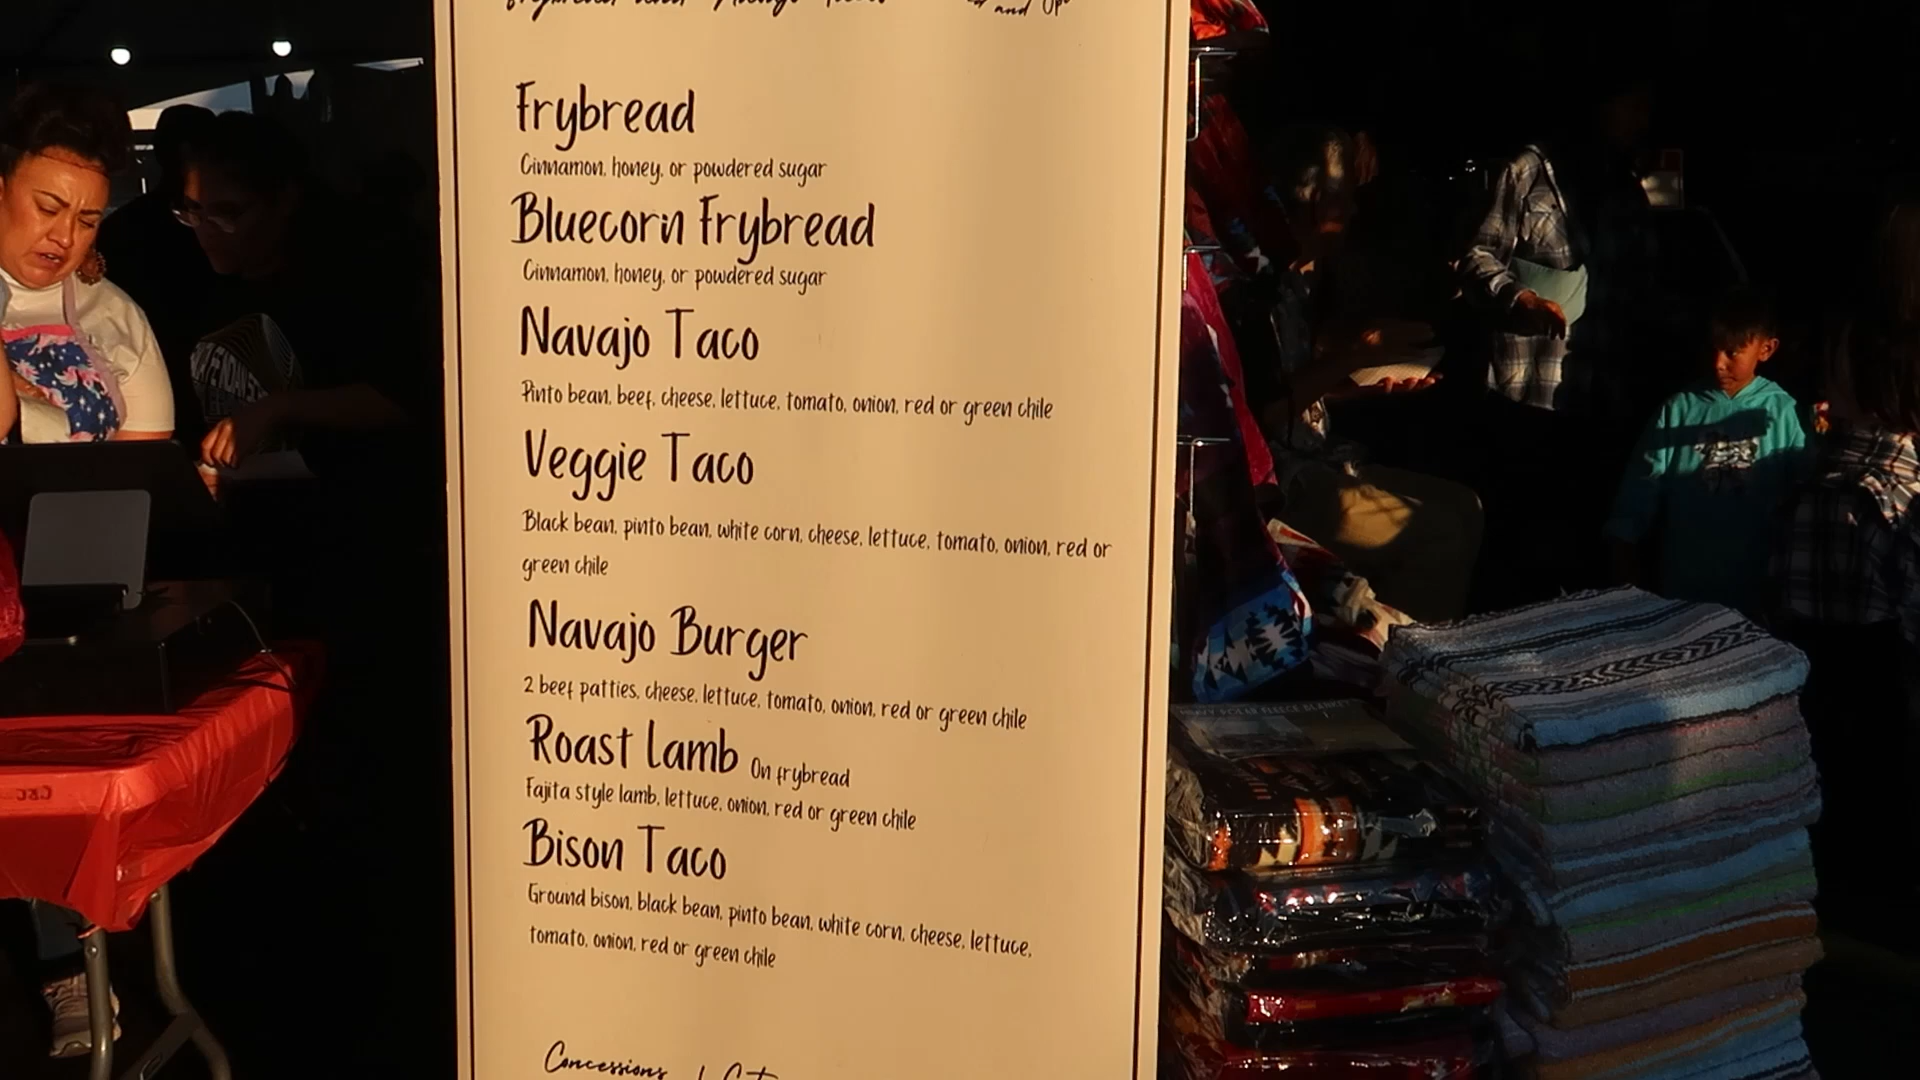 and Up
Frybread
Cinnamon, honey, or powdered sugar
Bluecorn Frybread
Cinnamon, honey, or powdered sugar
Navajo Taco
Pinto bean, beef, cheese, lettuce, tomato, onion, red or green chile
Veggie Taco
Black bean, pinto bean, white corn, cheese, lettuce, tomato, onion, red or
green chile
Navajo Burger
2 beef patties, cheese, lettuce, tomato, onion, red or green chile
Roast Lamb On frybread
Fajita style lamb, lettuce, onion, red or green chile
Bison Taco
Ground bison, black bean, pinto bean, white corn, cheese, lettuce,
tomato, onion, red or green chile
Concessions